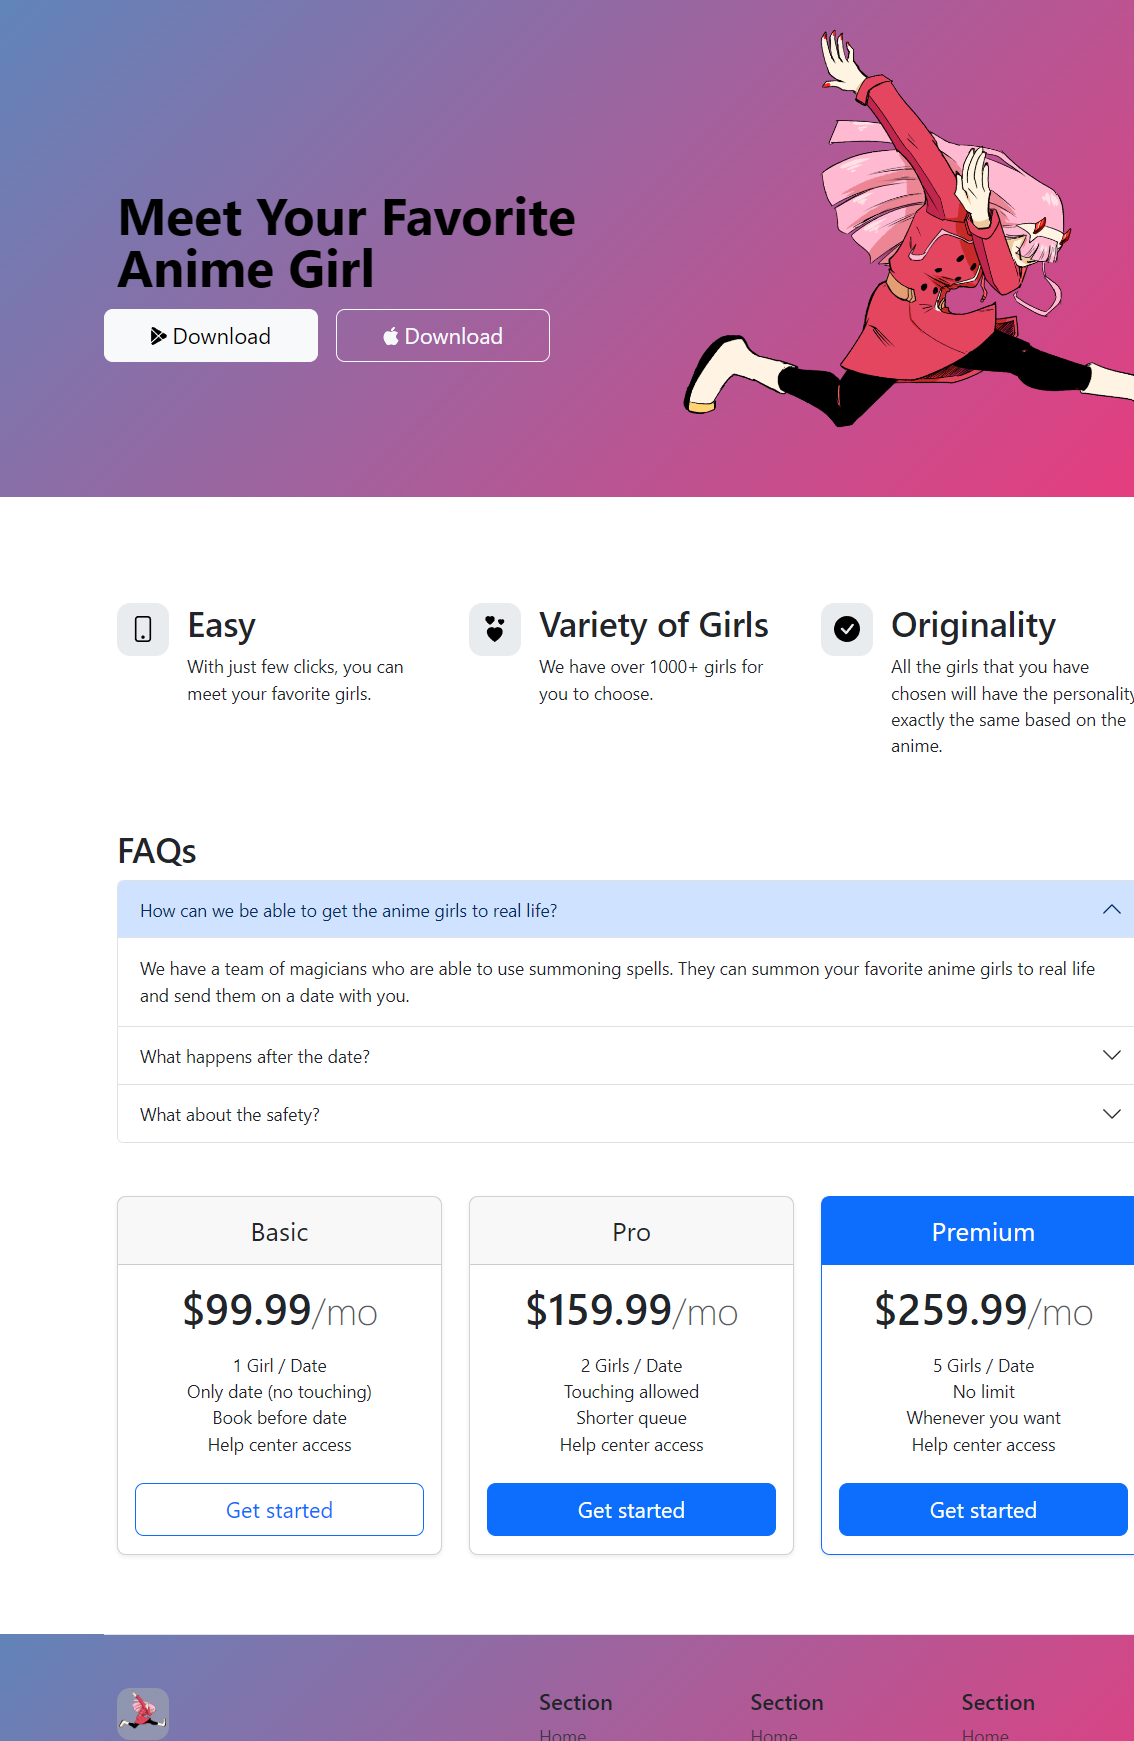 Meet Your Favorite
Anime Girl
Download
Download
Easy
With just few clicks, you can
meet your favorite girls.
Variety of Girls
We have over 1000+ girls for
you to choose.
Originality
All the girls that you have
chosen will have the personality
exactly the same based on the
anime.
FAQs
How can we be able to get the anime girls to real life?
We have a team of magicians who are able to use summoning spells. They can summon your favorite anime girls to real life
and send them on a date with you.
What happens after the date?
What about the safety?
Basic
$99.99/mo
1 Girl / Date
Only date (no touching)
Book before date
Help center access
Get started
Pro
$159.99/mo
2 Girls / Date
Touching allowed
Shorter queue
Help center access
Get started
Premium
$259.99/mo
5 Girls / Date
No limit
Whenever you want
Help center access
Get started
Section
Home
Section
Home
Section
Home